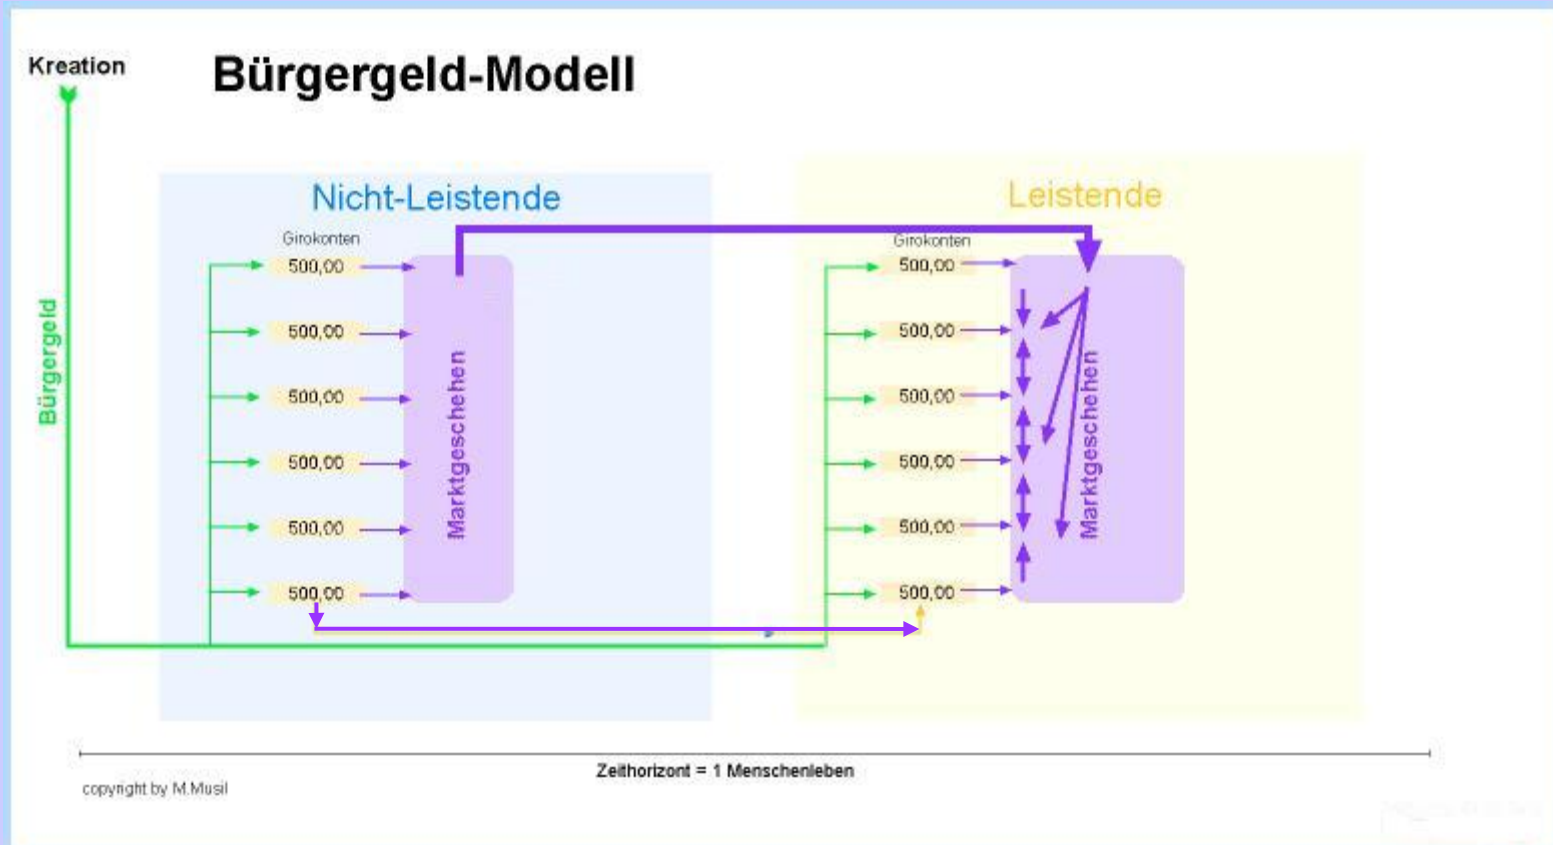 Kreation
Bürgergeld-Modell
Nicht-Leistende
Leistende
Girokonten
Girokonten
500,00
500,00
500,00
500,00
500,00
500,00
500,00
500,00
500,00
500,00
500,00
500,00
Bürgergeld
Marktgeschehen
Marktgeschehen
Zeithorizont = 1 Menschenleben
copyright by M.Musil